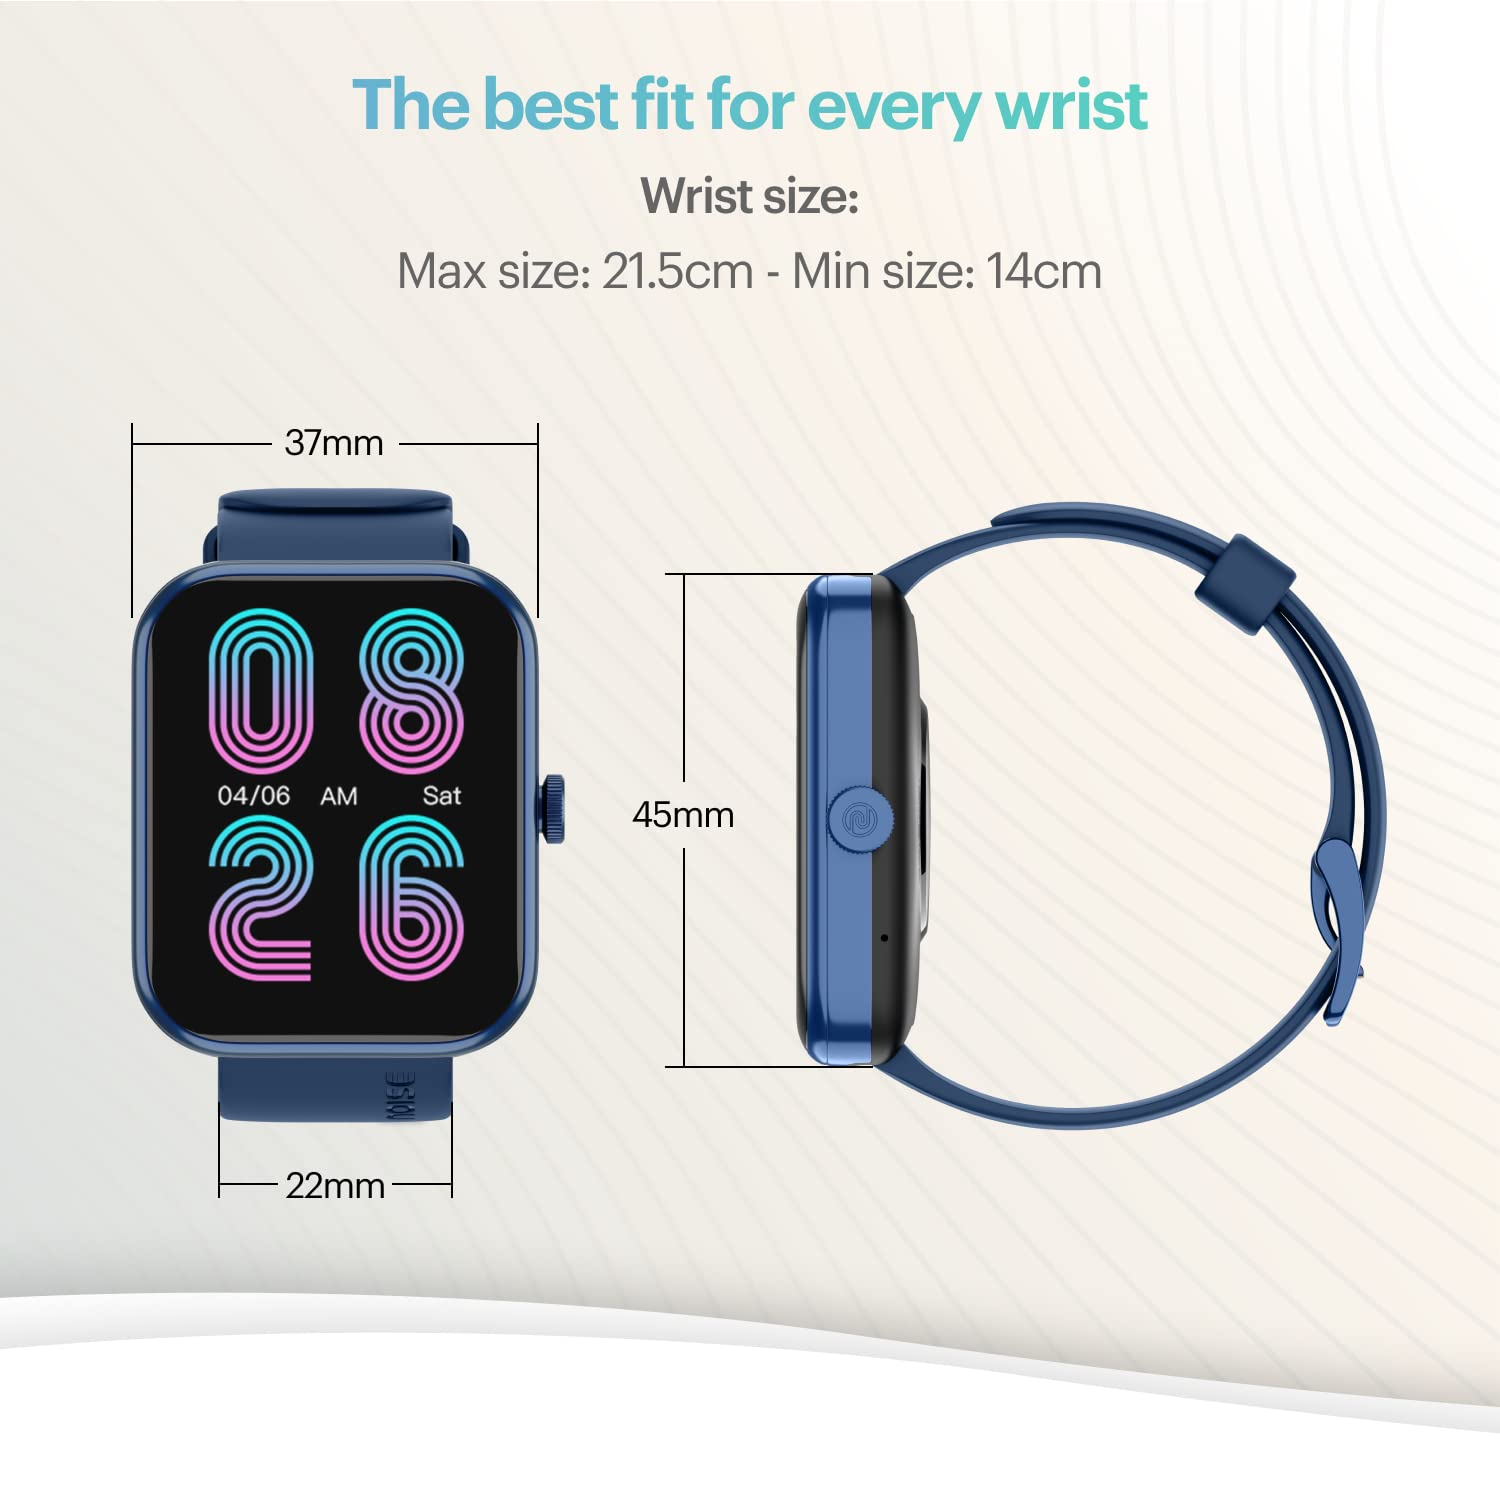 The best fit for every wrist
Wrist size:
Max size: 21.5cm - Min size: 14cm
37mm
08
04/06 AM Sat
26
45mm
NOISE
22mm